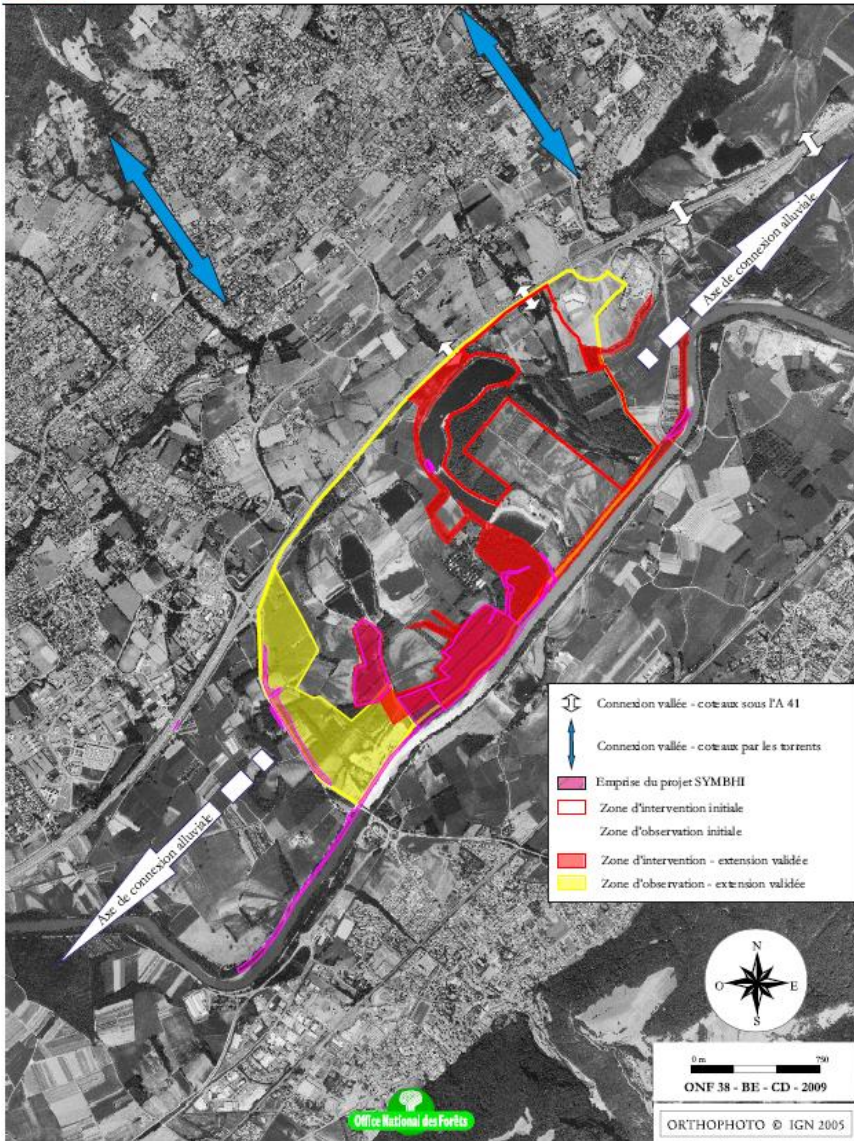 Axe de connexion alluviale
Axe de connexion alluviale
Connexion vallée - coteaux sous l'A 41
Connexion vallée - coteaux par les torrents
Emprise du projet SYMBHI
Zone d'intervention initiale
Zone d'observation initiale
Zone d'intervention - extension validée
Zone d'observation - extension validée
N
O E
S
0 m 750
ONF 38 - BE - CD - 2009
Office National des Forêts
ORTHOPHOTO © IGN 2005